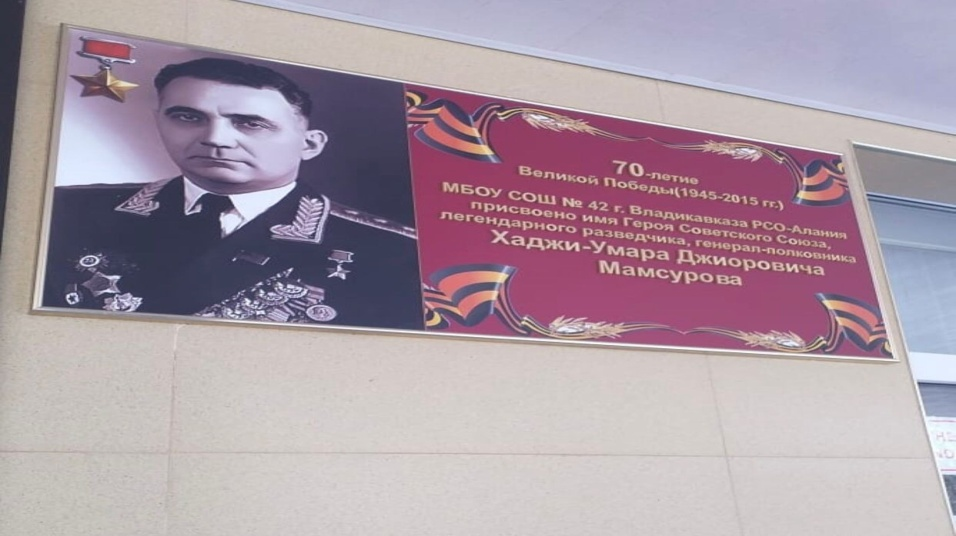 70-летие
Великой Победы(1945-2015 гг.)
МБОУ СОШ № 42 г. Владикавказа РСО-Алания
присвоено имя Героя Советского Союза,
легендарного разведчика, генерал-полковника
Хаджи-Умара Джиоровича
Мамсурова